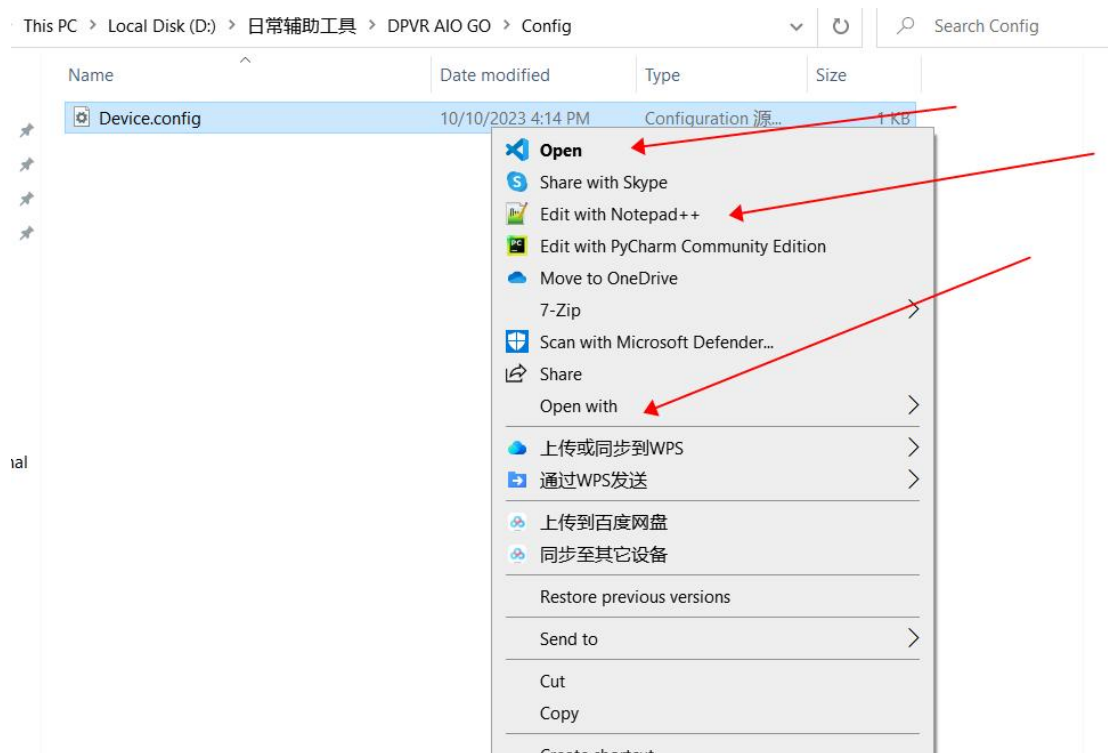 This PC > Local Disk (D:) > 日常辅助工具 > DPVR AIO GO > Config Search Config
Name Date modified Type Size
Device.config 10/10/2023 4:14 PM Configuration 源... 1 KB
Open
Share with Skype
Edit with Notepad++
Edit with PyCharm Community Edition
Move to OneDrive
7-Zip
Scan with Microsoft Defender...
Share
Open with
上传或同步到WPS
nal
通过WPS发送
上传到百度网盘
同步至其它设备
Restore previous versions
Send to
Cut
Copy